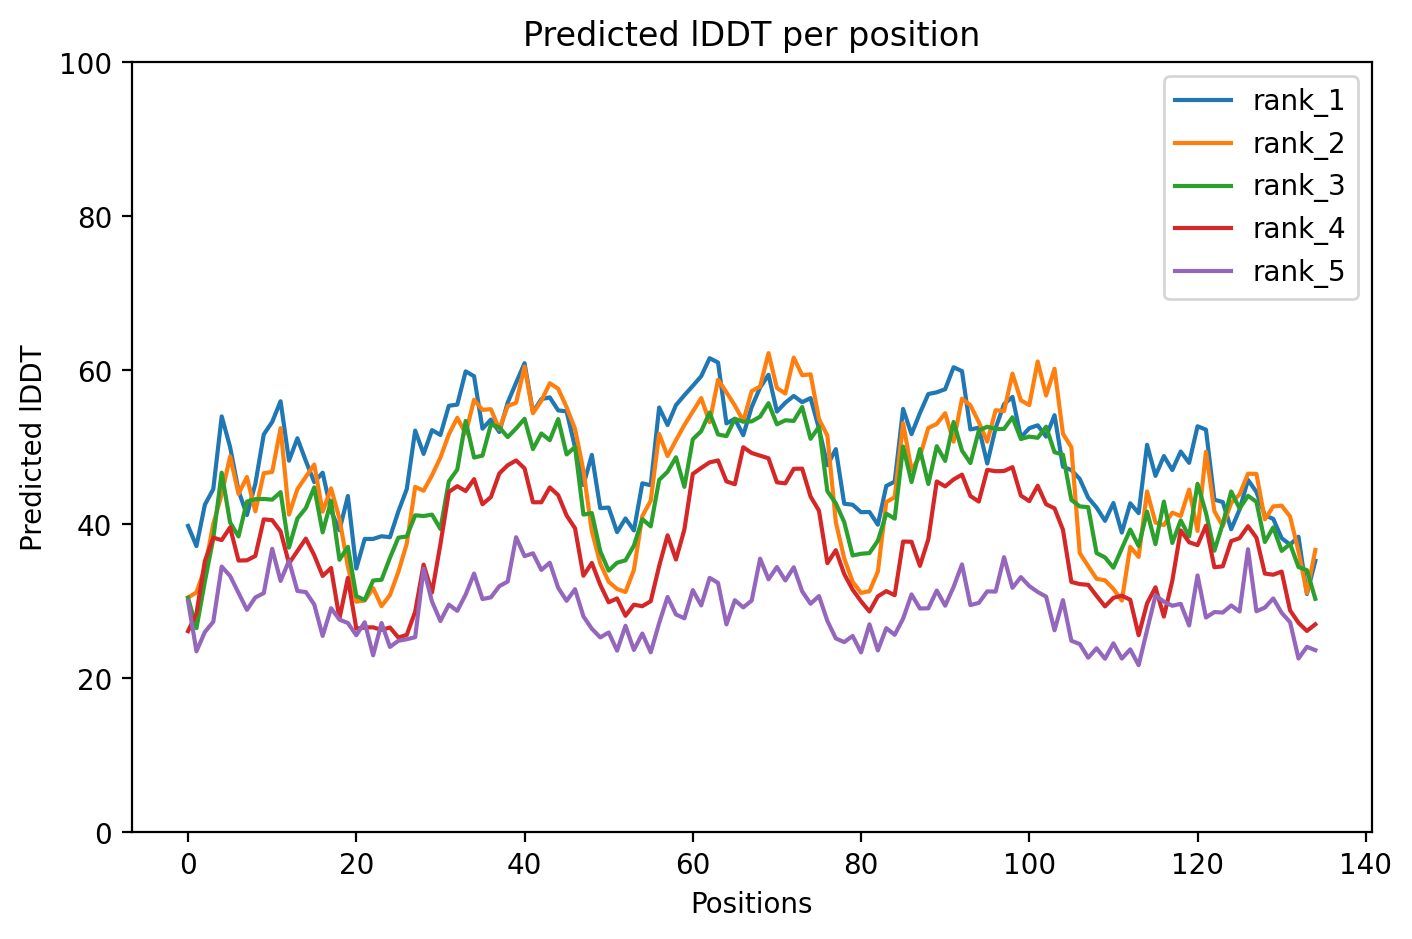 Predicted lDDT per position
100
80
60
40
20
0
Predicted lDDT
0 20 40 60 80 100 120 140
Positions
rank_1
rank_2
rank_3
rank_4
rank_5